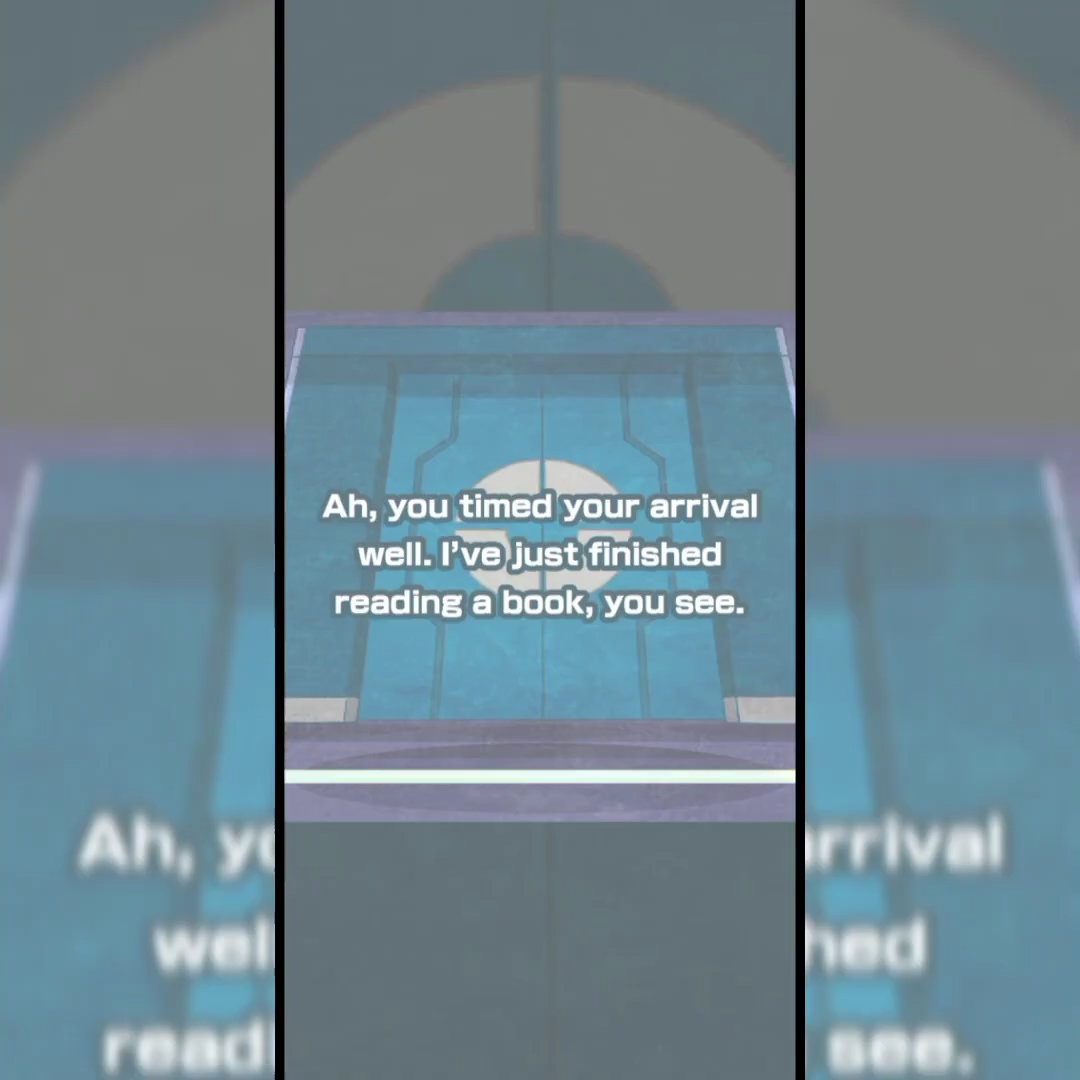 Ah, you timed your arrival
well. I've just finished
reading a book, you see.